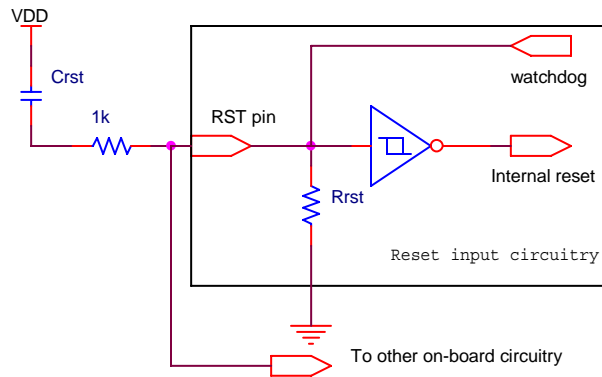 VDD
Crst
1k
RST pin
watchdog
Internal reset
Rrst
Reset input circuitry
To other on-board circuitry